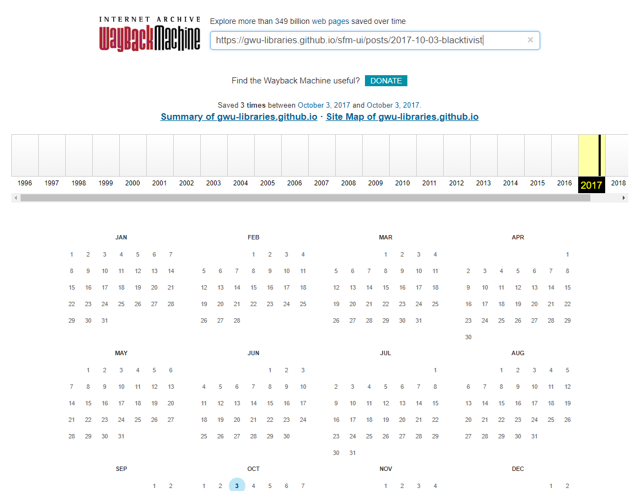 INTERNET ARCHIVE
WayBackMachine
Explore more than 349 billion web pages saved over time
https://gwu-libraries.github.io/sfm-ui/posts/2017-10-03-blacktivist
×
Find the Wayback Machine useful? DONATE
Saved 3 times between October 3, 2017 and October 3, 2017.
Summary of gwu-libraries.github.io · Site Map of gwu-libraries.github.io
1996 1997 1998 1999 2000 2001 2002 2003 2004 2005 2006 2007 2008 2009 2010 2011 2012 2013 2014 2015 2016 2017 2018
JAN FEB MAR APR
1 2 3 4 5 6 7 1 2 3 4 1 2 3 4 1
8 9 10 11 12 13 14 5 6 7 8 9 10 11 5 6 7 8 9 10 11 2 3 4 5 6 7 8
15 16 17 18 19 20 21 12 13 14 15 16 17 18 12 13 14 15 16 17 18 9 10 11 12 13 14 15
22 23 24 25 26 27 28 19 20 21 22 23 24 25 19 20 21 22 23 24 25 16 17 18 19 20 21 22
29 30 31 26 27 28 26 27 28 29 30 31 23 24 25 26 27 28 29
30
MAY JUN JUL AUG
1 2 3 4 5 6 1 2 3 1 1 2 3 4 5
7 8 9 10 11 12 13 4 5 6 7 8 9 10 2 3 4 5 6 7 8 6 7 8 9 10 11 12
14 15 16 17 18 19 20 11 12 13 14 15 16 17 9 10 11 12 13 14 15 13 14 15 16 17 18 19
21 22 23 24 25 26 27 18 19 20 21 22 23 24 16 17 18 19 20 21 22 20 21 22 23 24 25 26
28 29 30 31 25 26 27 28 29 30 23 24 25 26 27 28 29 27 28 29 30 31
30 31
SEP OCT NOV DEC
1 2 1 2 3 4 5 6 7 1 2 3 4 1 2